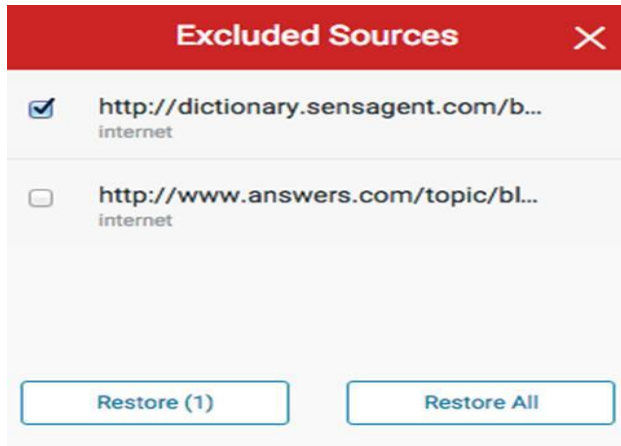 Excluded Sources
http://dictionary.sensagent.com/b...
internet
http://www.answers.com/topic/bl...
internet
Restore (1)
Restore All